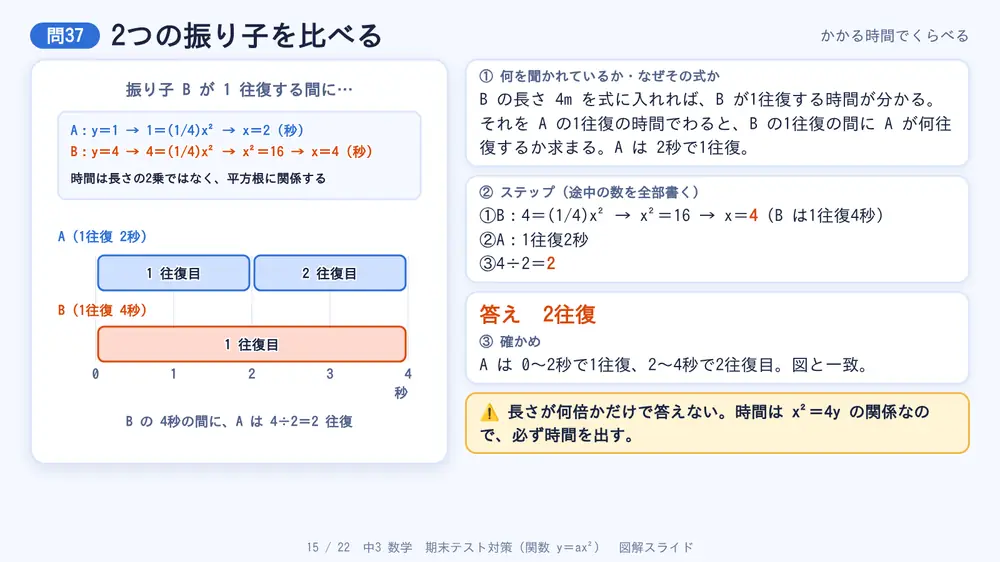 問37 2つの振り子を比べる
かかる時間でくらべる
振り子 B が 1 往復する間に…
A：y＝1 → 1＝(1/4)x² → x＝2（秒）
B：y＝4 → 4＝(1/4)x² → x²＝16 → x＝4（秒）
時間は長さの2乗ではなく、平方根に関係する
A（1往復 2秒）
1 往復目 2 往復目
B（1往復 4秒）
1 往復目
0 1 2 3 4
秒
B の 4秒の間に、A は 4÷2＝2 往復
① 何を聞かれているか・なぜその式か
B の長さ 4m を式に入れれば、B が1往復する時間が分かる。
それを A の1往復の時間でわると、B の1往復の間に A が何往
復するか求まる。A は 2秒で1往復。
② ステップ（途中の数を全部書く）
①B：4＝(1/4)x² → x²＝16 → x＝4（B は1往復4秒）
②A：1往復2秒
③4÷2＝2
答え 2往復
③ 確かめ
A は 0〜2秒で1往復、2〜4秒で2往復目。図と一致。
⚠️ 長さが何倍かだけで答えない。時間は x²＝4y の関係なの
で、必ず時間を出す。
15 / 22 中3 数学 期末テスト対策（関数 y＝ax²） 図解スライド